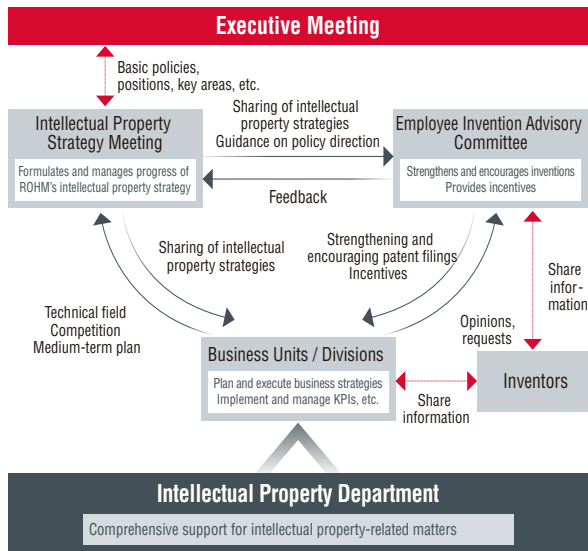 Executive Meeting
Basic policies,
positions, key areas, etc.
Intellectual Property
Strategy Meeting
Formulates and manages progress of
ROHM's intellectual property strategy
Sharing of intellectual
property strategies
Guidance on policy direction
Feedback
Employee Invention Advisory
Committee
Strengthens and encourages inventions
Provides incentives
Sharing of intellectual
property strategies
Strengthening and
encouraging patent filings
Incentives
Share
infor-
mation
Technical field
Competition
Medium-term plan
Opinions,
requests
Business Units / Divisions
Plan and execute business strategies
Implement and manage KPIs, etc.
Share
information
Inventors
Intellectual Property Department
Comprehensive support for intellectual property-related matters